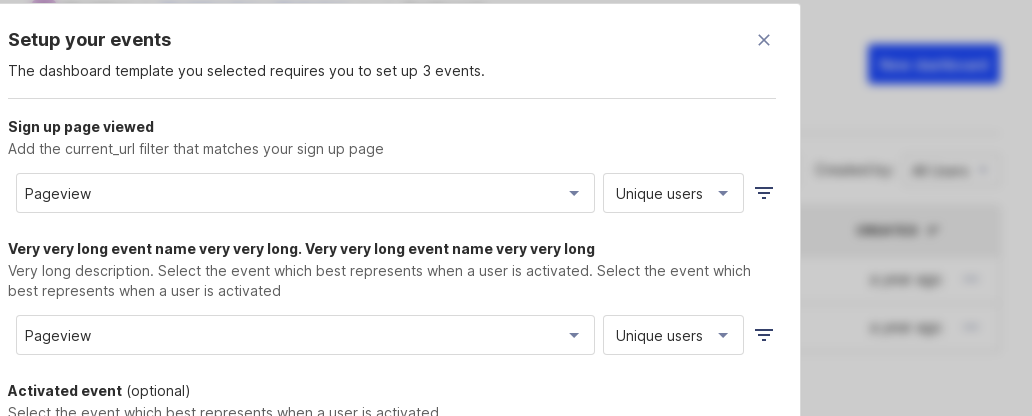 Setup your events
The dashboard template you selected requires you to set up 3 events.
Sign up page viewed
Add the current_url filter that matches your sign up page
Pageview
Unique users
Very very long event name very very long. Very very long event name very very long
Very long description. Select the event which best represents when a user is activated. Select the event which
best represents when a user is activated
Pageview
Unique users
Activated event (optional)
Select the event which best represents when a user is activated